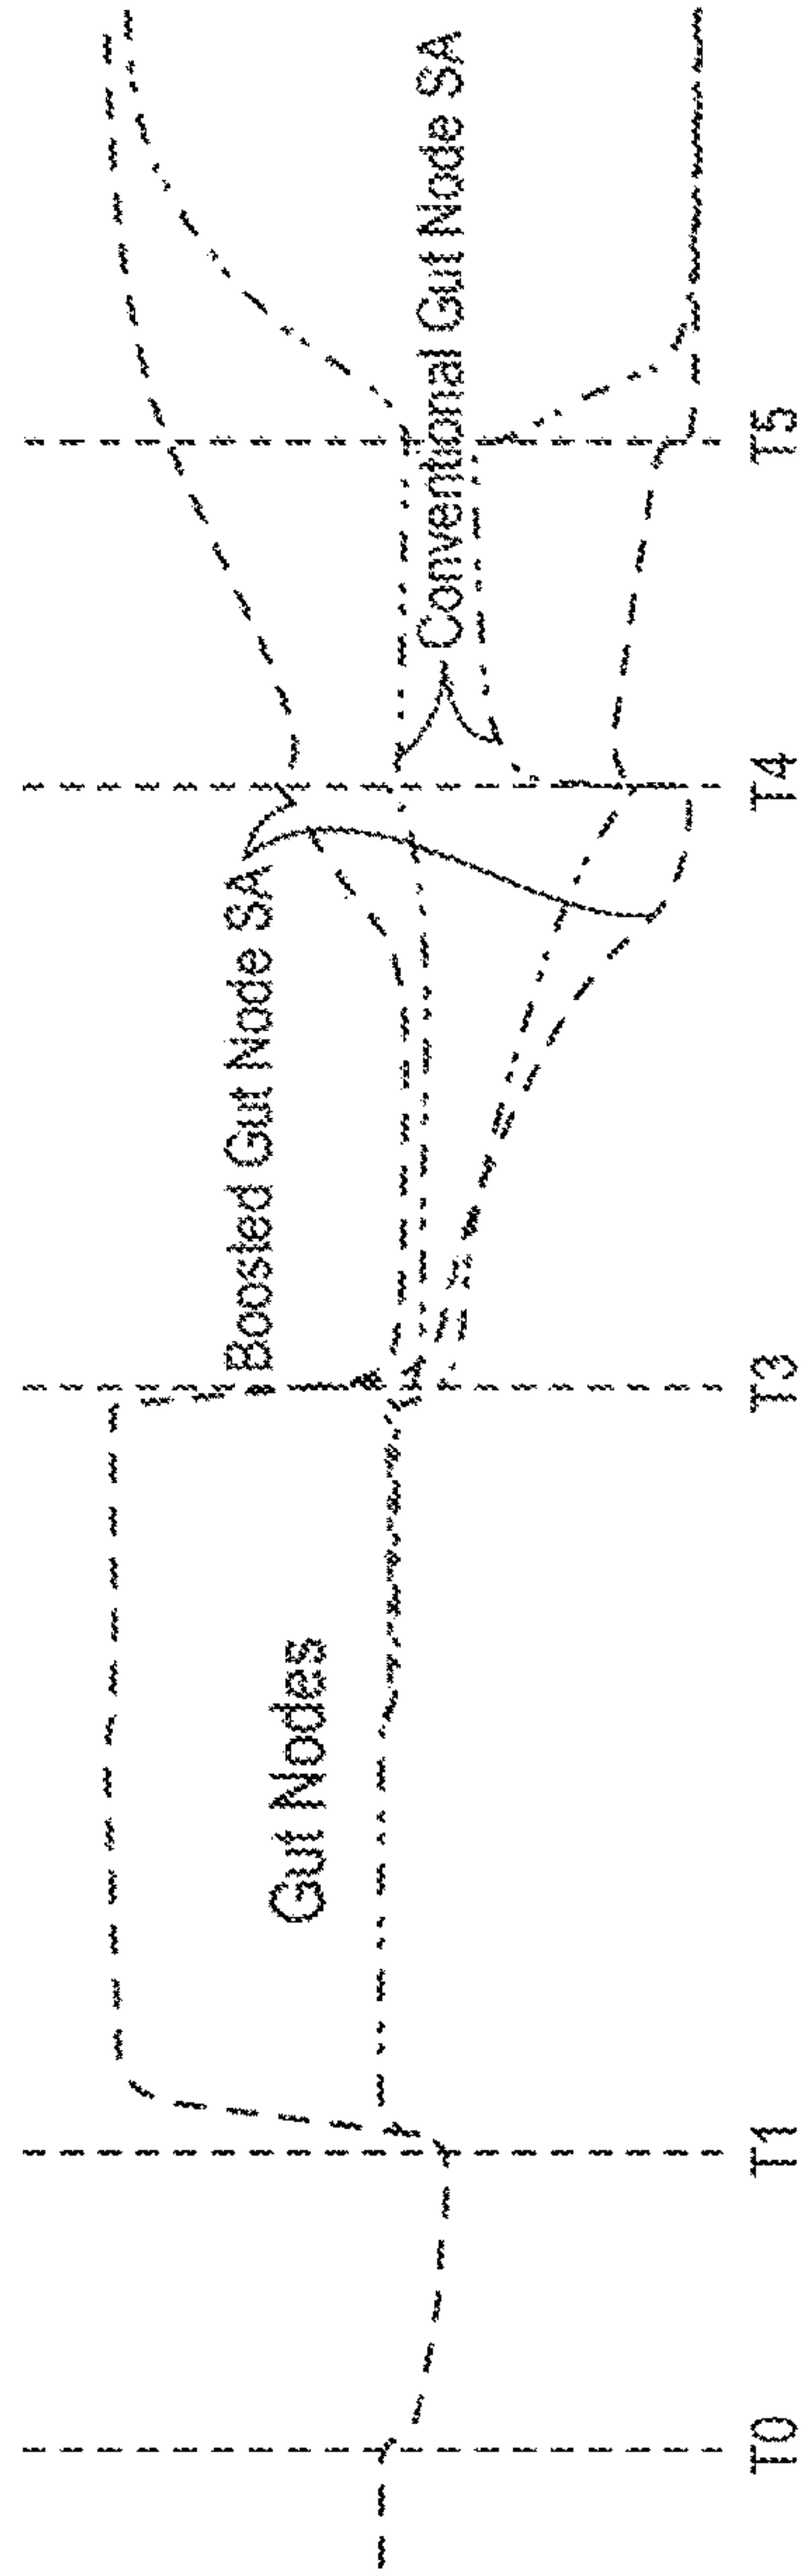 Gut Nodes
Boosted Gut Node SA
Conventional Gut Node SA
T0
T1
T3
T4
T5